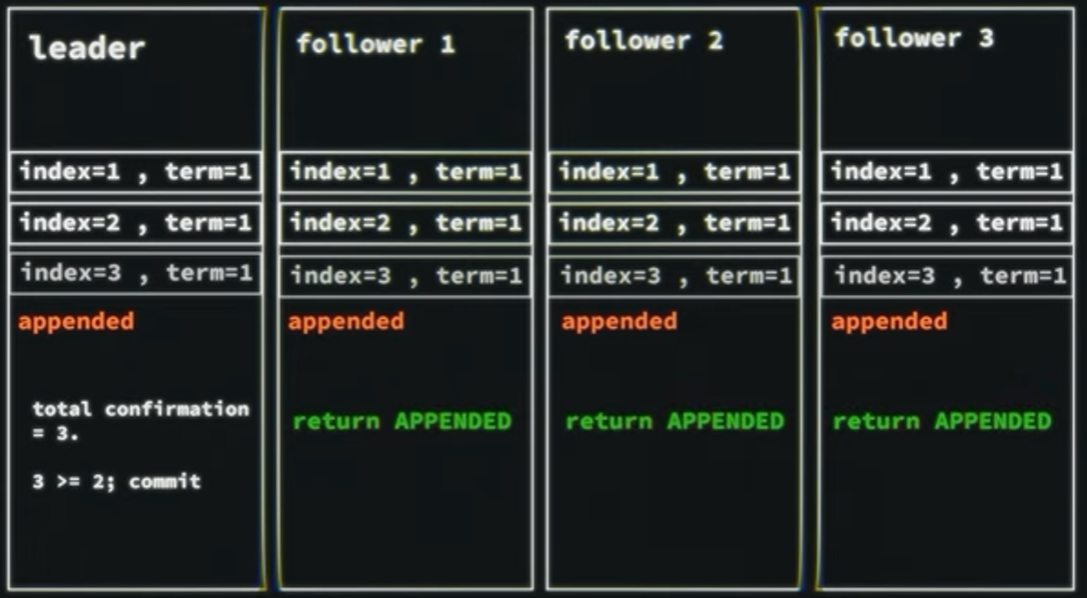 leader
index=1 , term=1
index=2 , term=1
index=3 , term=1
appended
total confirmation
= 3.
3 >= 2; commit
follower 1
index=1 , term=1
index=2 , term=1
index=3 , term=1
appended
return APPENDED
follower 2
index=1 , term=1
index=2 , term=1
index=3 , term=1
appended
return APPENDED
follower 3
index=1 , term=1
index=2 , term=1
index=3 , term=1
appended
return APPENDED